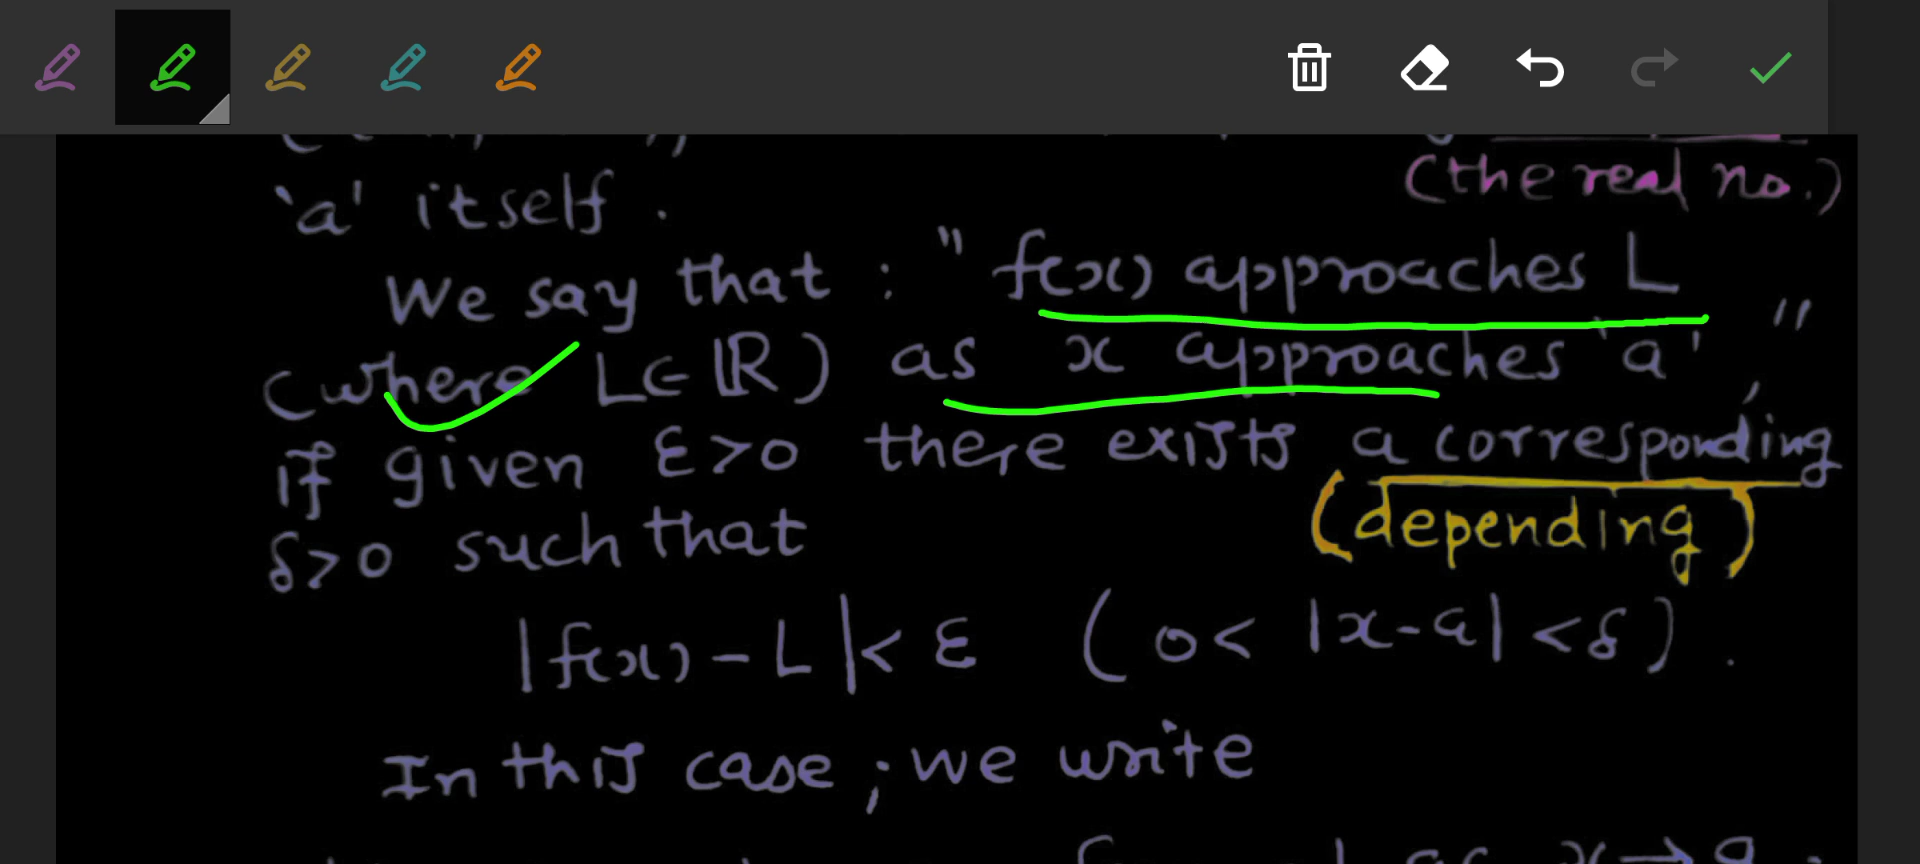 (the real no.)
'a' itself.
We say that : " f(x) approaches L
(where L∈ℝ) as x approaches 'a' ",
if given ε>0 there exists a corresponding
(depending)
δ>0 such that
|f(x) - L| < ε (0 < |x-a| < δ).
In this case ; we write
as x→a